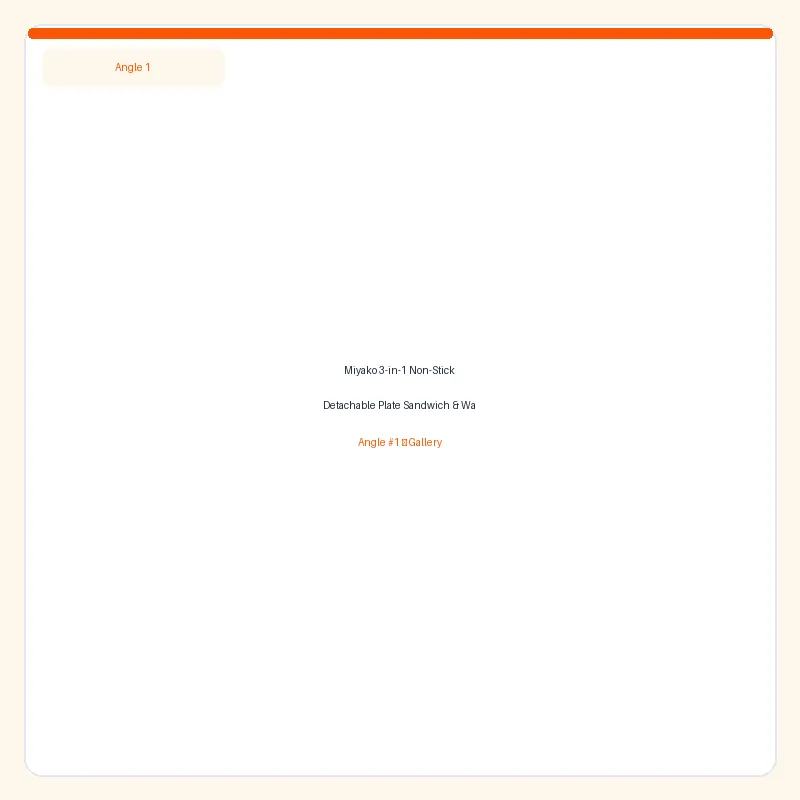 Angle 1
Miyako 3-in-1 Non-Stick
Detachable Plate Sandwich & Wa
Angle #1 Gallery